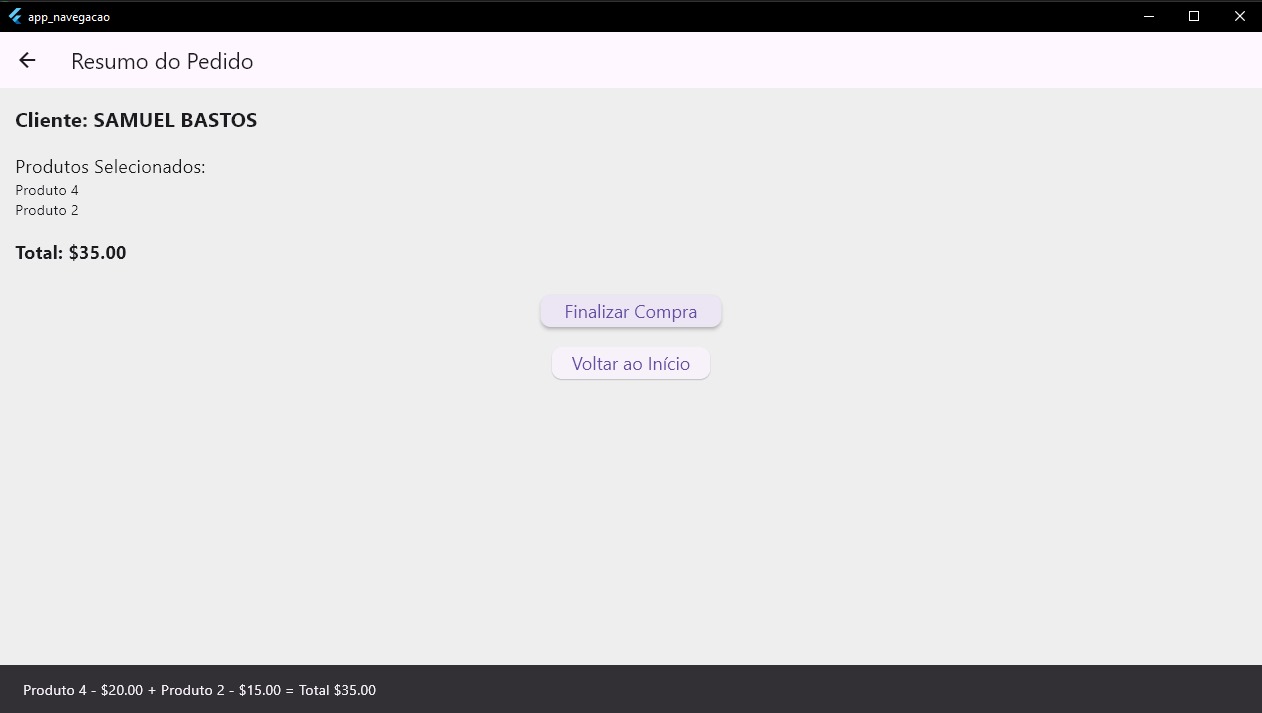 app_navegacao
Resumo do Pedido
Cliente: SAMUEL BASTOS
Produtos Selecionados:
Produto 4
Produto 2
Total: $35.00
Finalizar Compra
Voltar ao Início
Produto 4 - $20.00 + Produto 2 - $15.00 = Total $35.00